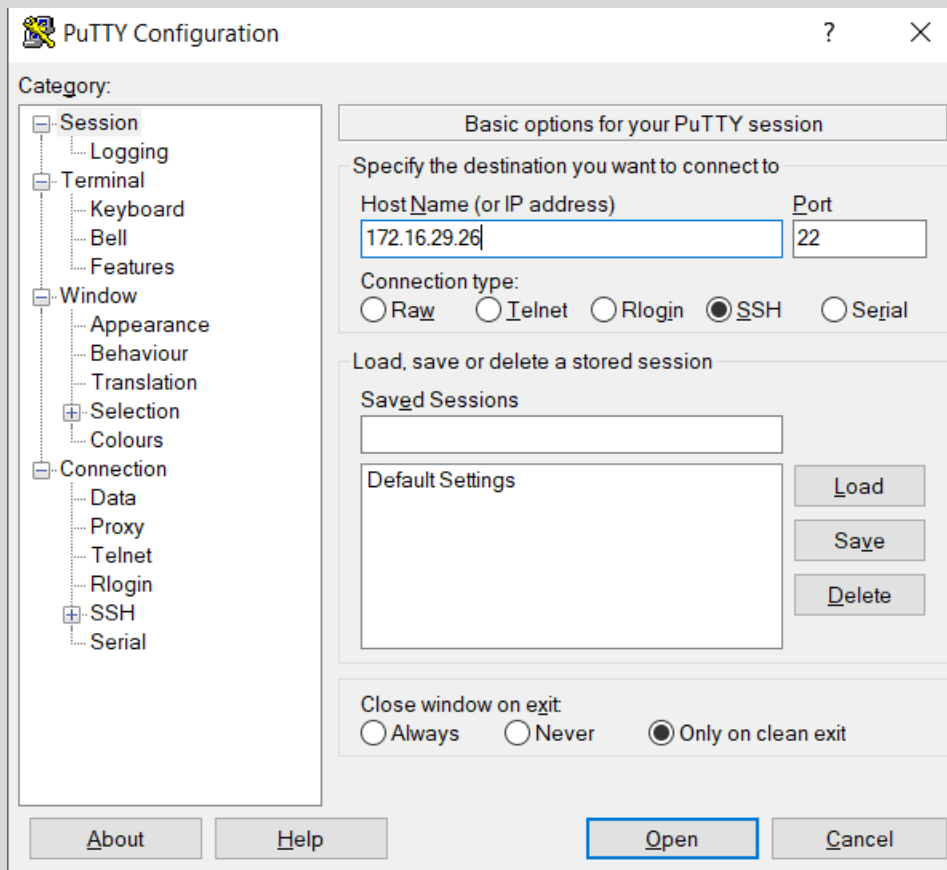 PuTTY Configuration
?
Category:
Session
Logging
Terminal
Keyboard
Bell
Features
Window
Appearance
Behaviour
Translation
Selection
Colours
Connection
Data
Proxy
Telnet
Rlogin
SSH
Serial
Basic options for your PuTTY session
Specify the destination you want to connect to
Host Name (or IP address) Port
172.16.29.26 22
Connection type:
Raw Telnet Rlogin SSH Serial
Load, save or delete a stored session
Saved Sessions
Default Settings
Load
Save
Delete
Close window on exit:
Always Never Only on clean exit
About Help Open Cancel